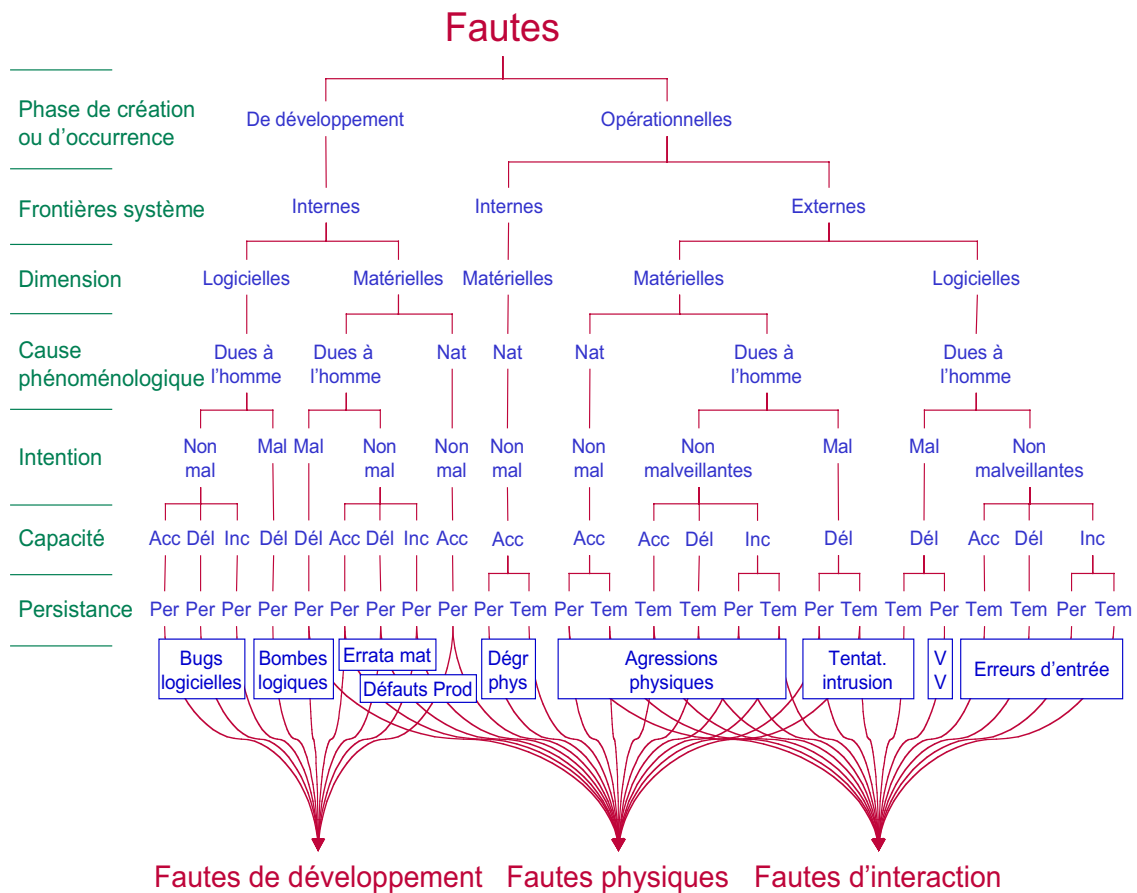 Fautes
Phase de création
ou d'occurrence
De développement
Opérationnelles
Frontières système
Internes
Internes
Externes
Dimension
Logicielles
Matérielles
Matérielles
Matérielles
Logicielles
Cause
phénoménologique
Dues à
l'homme
Dues à
l'homme
Nat
Nat
Nat
Dues à
l'homme
Dues à
l'homme
Intention
Non
mal
Mal
Mal
Non
mal
Non
mal
Non
mal
Non
mal
Non
malveillantes
Mal
Mal
Non
malveillantes
Capacité
Acc
Dél
Inc
Dél
Dél
Acc
Dél
Inc
Acc
Acc
Acc
Acc
Dél
Inc
Dél
Dél
Acc
Dél
Inc
Persistance
Per
Per
Per
Per
Per
Per
Per
Per
Per
Per
Tem
Per
Tem
Tem
Tem
Per
Tem
Per
Tem
Tem
Per
Tem
Tem
Per
Tem
Bugs
logicielles
Bombes
logiques
Errata mat
Défauts Prod
Dégr
phys
Agressions
physiques
Tentat.
intrusion
V
V
Erreurs d'entrée
Fautes de développement
Fautes physiques
Fautes d'interaction